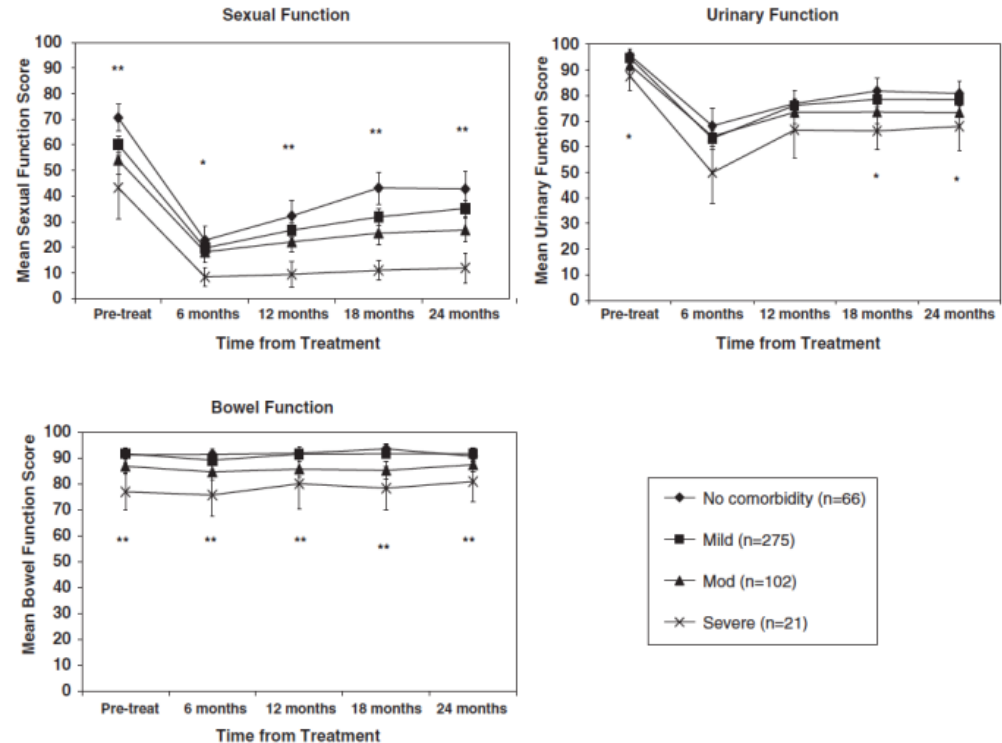 Sexual Function
Mean Sexual Function Score
100
90
80
70
60
50
40
30
20
10
0
**
*
**
**
**
Pre-treat 6 months 12 months 18 months 24 months
Time from Treatment
Urinary Function
Mean Urinary Function Score
100
90
80
70
60
50
40
30
20
10
0
*
*
*
Pre-treat 6 months 12 months 18 months 24 months
Time from Treatment
Bowel Function
Mean Bowel Function Score
100
90
80
70
60
50
40
30
20
10
0
**
**
**
**
**
Pre-treat 6 months 12 months 18 months 24 months
Time from Treatment
No comorbidity (n=66)
Mild (n=275)
Mod (n=102)
Severe (n=21)